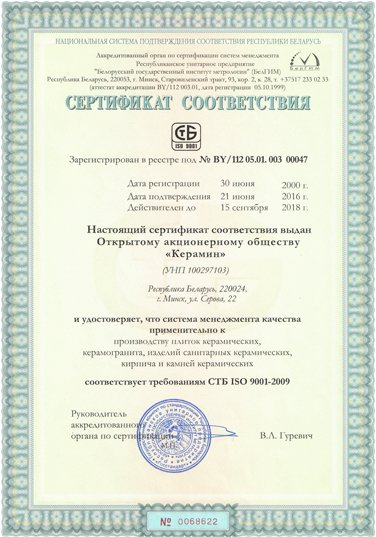 НАЦИОНАЛЬНАЯ СИСТЕМА ПОДТВЕРЖДЕНИЯ СООТВЕТСТВИЯ РЕСПУБЛИКИ БЕЛАРУСЬ
Аккредитованный орган по сертификации систем менеджмента
Республиканское унитарное предприятие
"Белорусский государственный институт метрологии" (БелГИМ)
Республика Беларусь, 220053, г. Минск, Старовиленский тракт, 93, кор. 2, к. 28, т. +37517 233 02 33
(аттестат аккредитации BY/112 003.01, дата регистрации 05.10.1999)
БелГИМ
СЕРТИФИКАТ СООТВЕТСТВИЯ
СТБ
ISO 9001
Зарегистрирован в реестре под № BY/112 05.01. 003 00047
Дата регистрации 30 июня 2000 г.
Дата подтверждения 21 июня 2016 г.
Действителен до 15 сентября 2018 г.
Настоящий сертификат соответствия выдан
Открытому акционерному обществу
«Керамин»
(УНП 100297103)
Республика Беларусь, 220024,
г. Минск, ул. Серова, 22
и удостоверяет, что система менеджмента качества
применительно к
производству плиток керамических,
керамогранита, изделий санитарных керамических,
кирпича и камней керамических
соответствует требованиям СТБ ISO 9001-2009
Руководитель
аккредитованного
органа по сертификации
М.П.
В.Л. Гуревич
№ 0068622